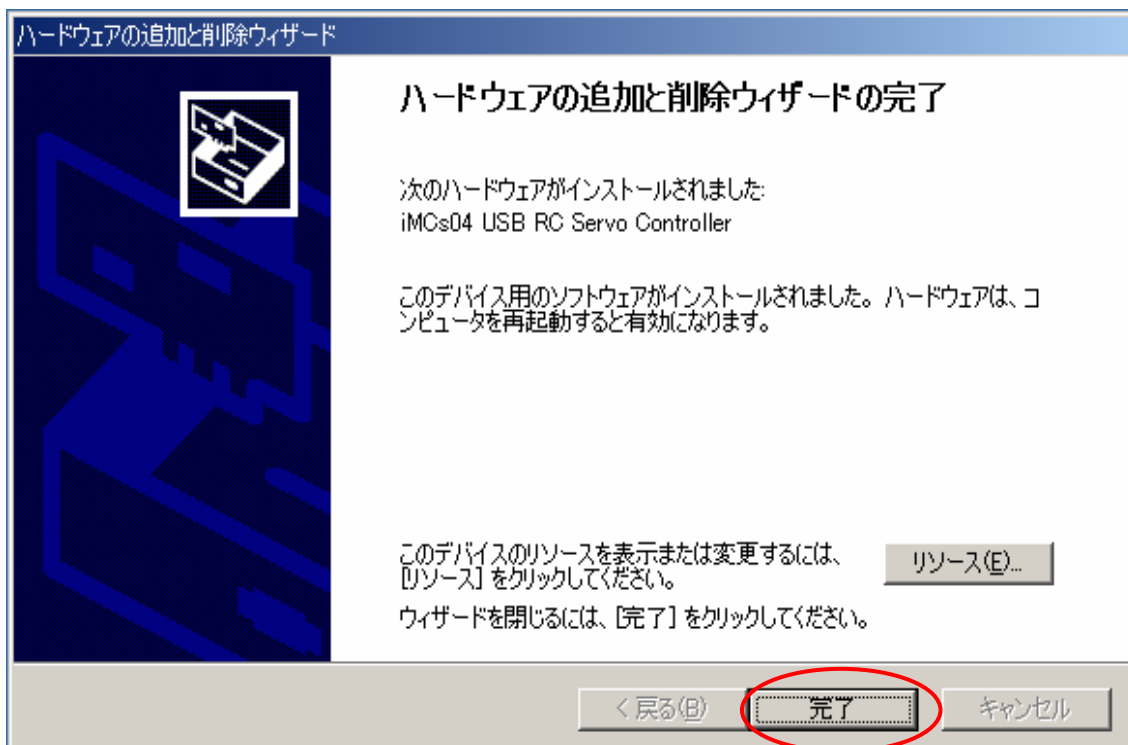 ハードウェアの追加と削除ウィザード
ハードウェアの追加と削除ウィザードの完了
次のハードウェアがインストールされました:
iMCs04 USB RC Servo Controller
このデバイス用のソフトウェアがインストールされました。 ハードウェアは、コ
ンピュータを再起動すると有効になります。
このデバイスのリソースを表示または変更するには、
[リソース] をクリックしてください。
リソース(E)...
ウィザードを閉じるには、[完了] をクリックしてください。
< 戻る(B)
完了
キャンセル